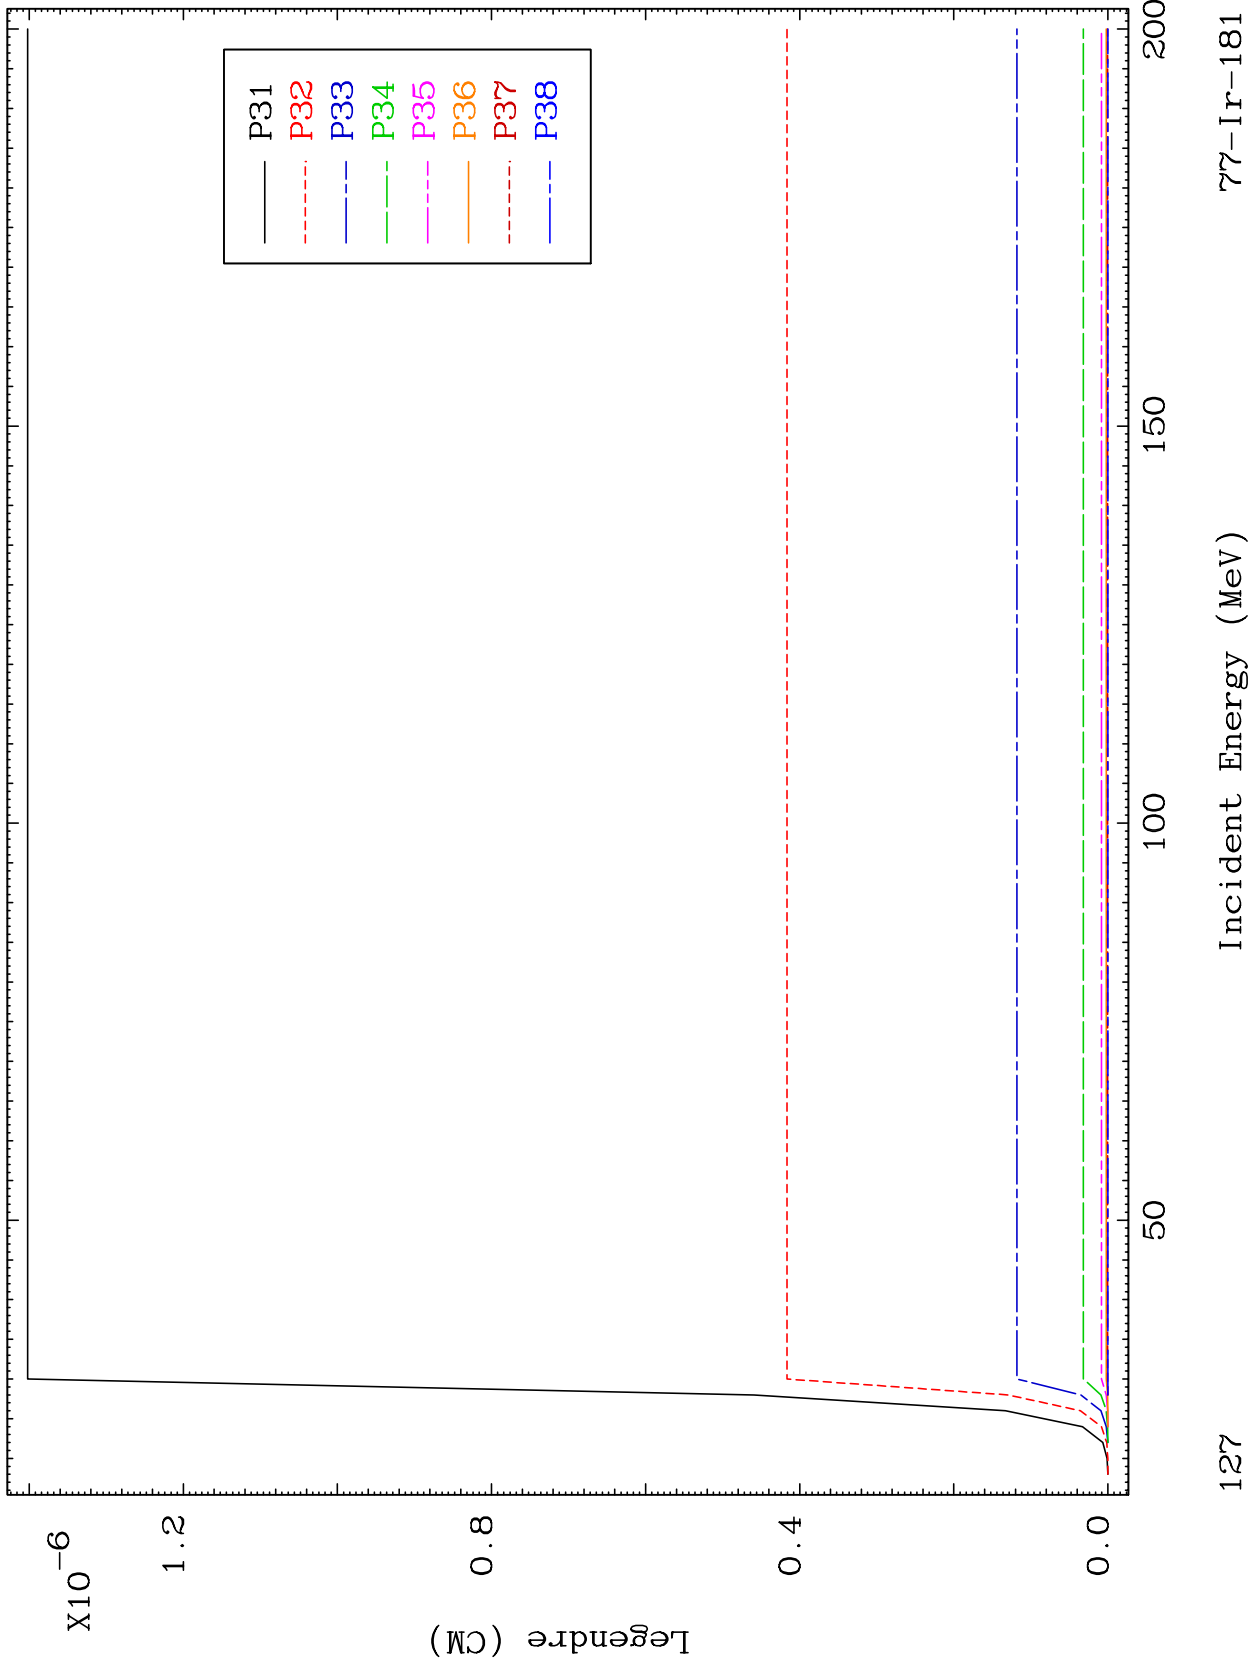 X10-6
1.2
0.8
0.4
0.0
Legendre (CM)
P31
P32
P33
P34
P35
P36
P37
P38
50
100
150
200
127
Incident Energy (MeV)
77-Ir-181